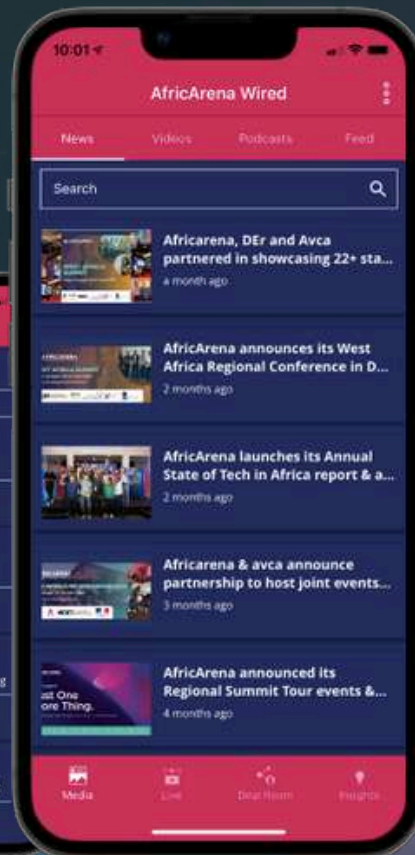 10:01
AfricArena Wired
News Videos Podcasts Feed
Search
Africarena, DEr and Avca
partnered in showcasing 22+ sta...
a month ago
AfricArena announces its West
Africa Regional Conference in D...
2 months ago
AfricArena launches its Annual
State of Tech in Africa report & a...
2 months ago
Africarena & avca announce
partnership to host joint events...
3 months ago
AfricArena announced its
Regional Summit Tour events &...
4 months ago
Media Live Deal Room Insights